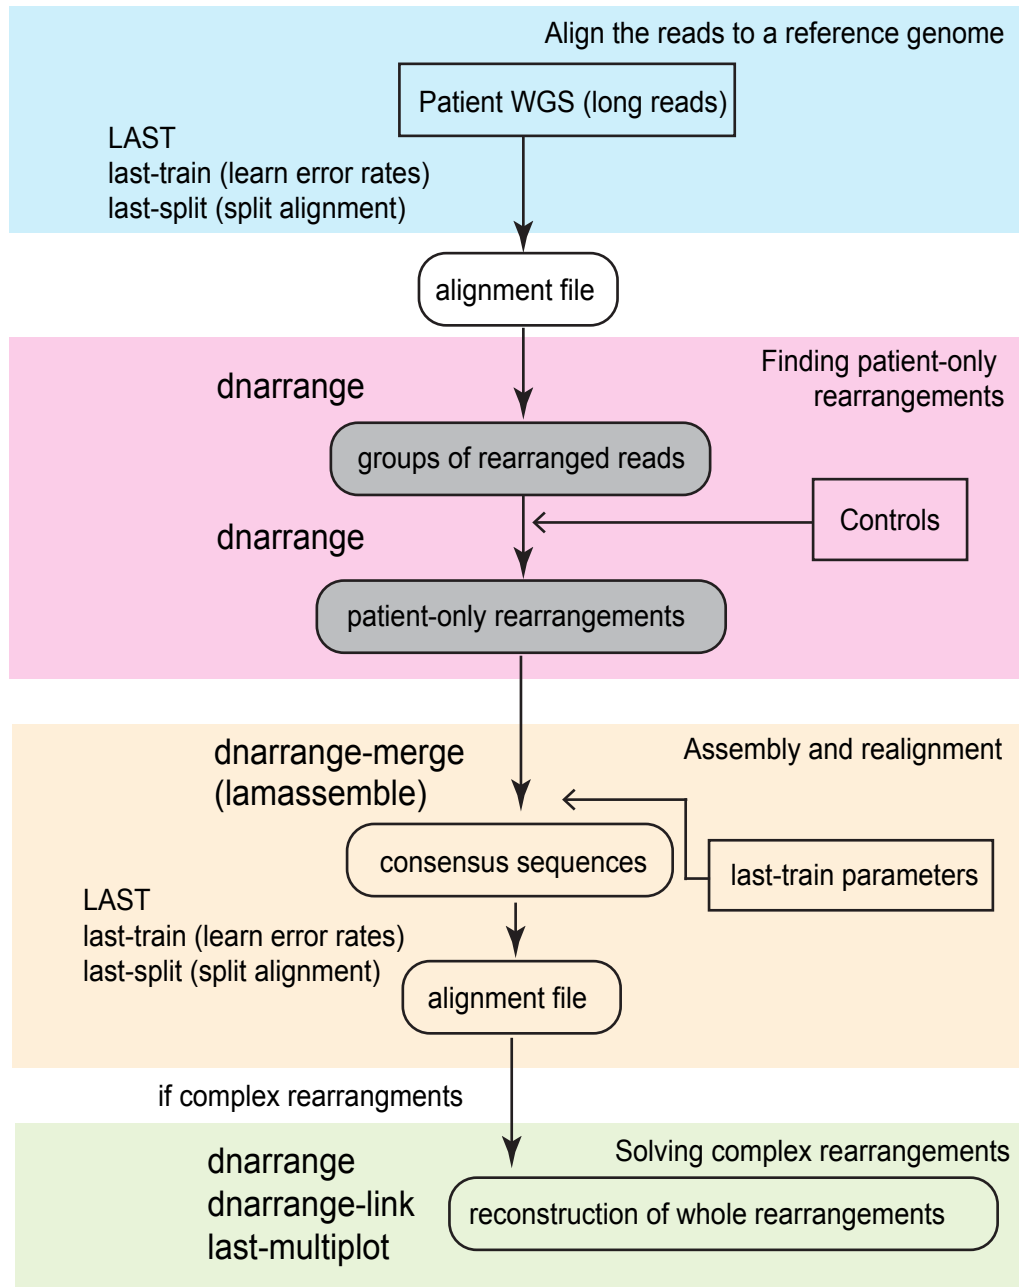 Align the reads to a reference genome
Patient WGS (long reads)
LAST
last-train (learn error rates)
last-split (split alignment)
alignment file
Finding patient-only
rearrangements
dnarrange
groups of rearranged reads
Controls
dnarrange
patient-only rearrangements
dnarrange-merge
(lamassemble)
Assembly and realignment
consensus sequences
last-train parameters
LAST
last-train (learn error rates)
last-split (split alignment)
alignment file
if complex rearrangments
Solving complex rearrangements
dnarrange
dnarrange-link
last-multiplot
reconstruction of whole rearrangements